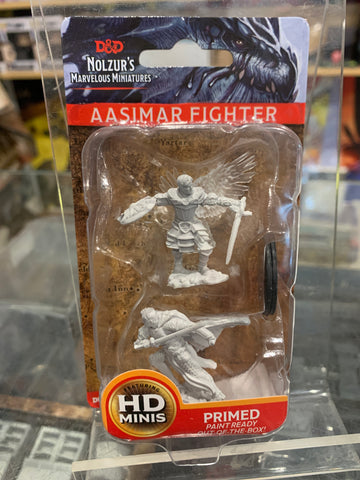 D&D
NOLZUR'S
MARVELOUS MINIATURES
AASIMAR FIGHTER
FEATURING
HD
MINIS
PRIMED
PAINT READY
OUT-OF-THE-BOX!